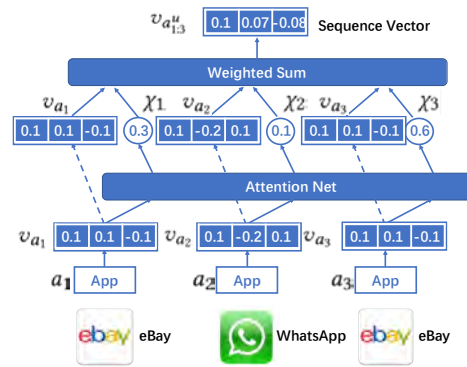 v_{a^u_{1:3}} 0.1 0.07 -0.08 Sequence Vector
Weighted Sum
v_{a_1} χ1 v_{a_2} χ2 v_{a_3} χ3
0.1 0.1 -0.1 0.3 0.1 -0.2 0.1 0.1 0.1 0.1 -0.1 0.6
Attention Net
v_{a_1} 0.1 0.1 -0.1 v_{a_2} 0.1 -0.2 0.1 v_{a_3} 0.1 0.1 -0.1
a1 App a2 App a3 App
ebay eBay WhatsApp ebay eBay